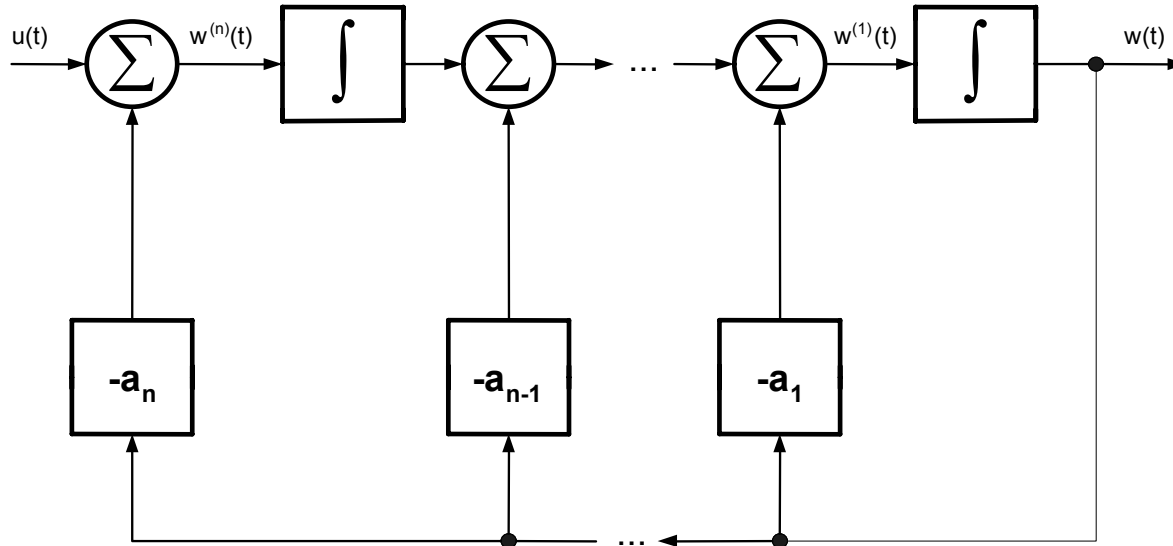 u(t) Σ w⁽ⁿ⁾(t) ∫ Σ ... Σ w⁽¹⁾(t) ∫ w(t)
-aₙ -aₙ₋₁ -a₁
...